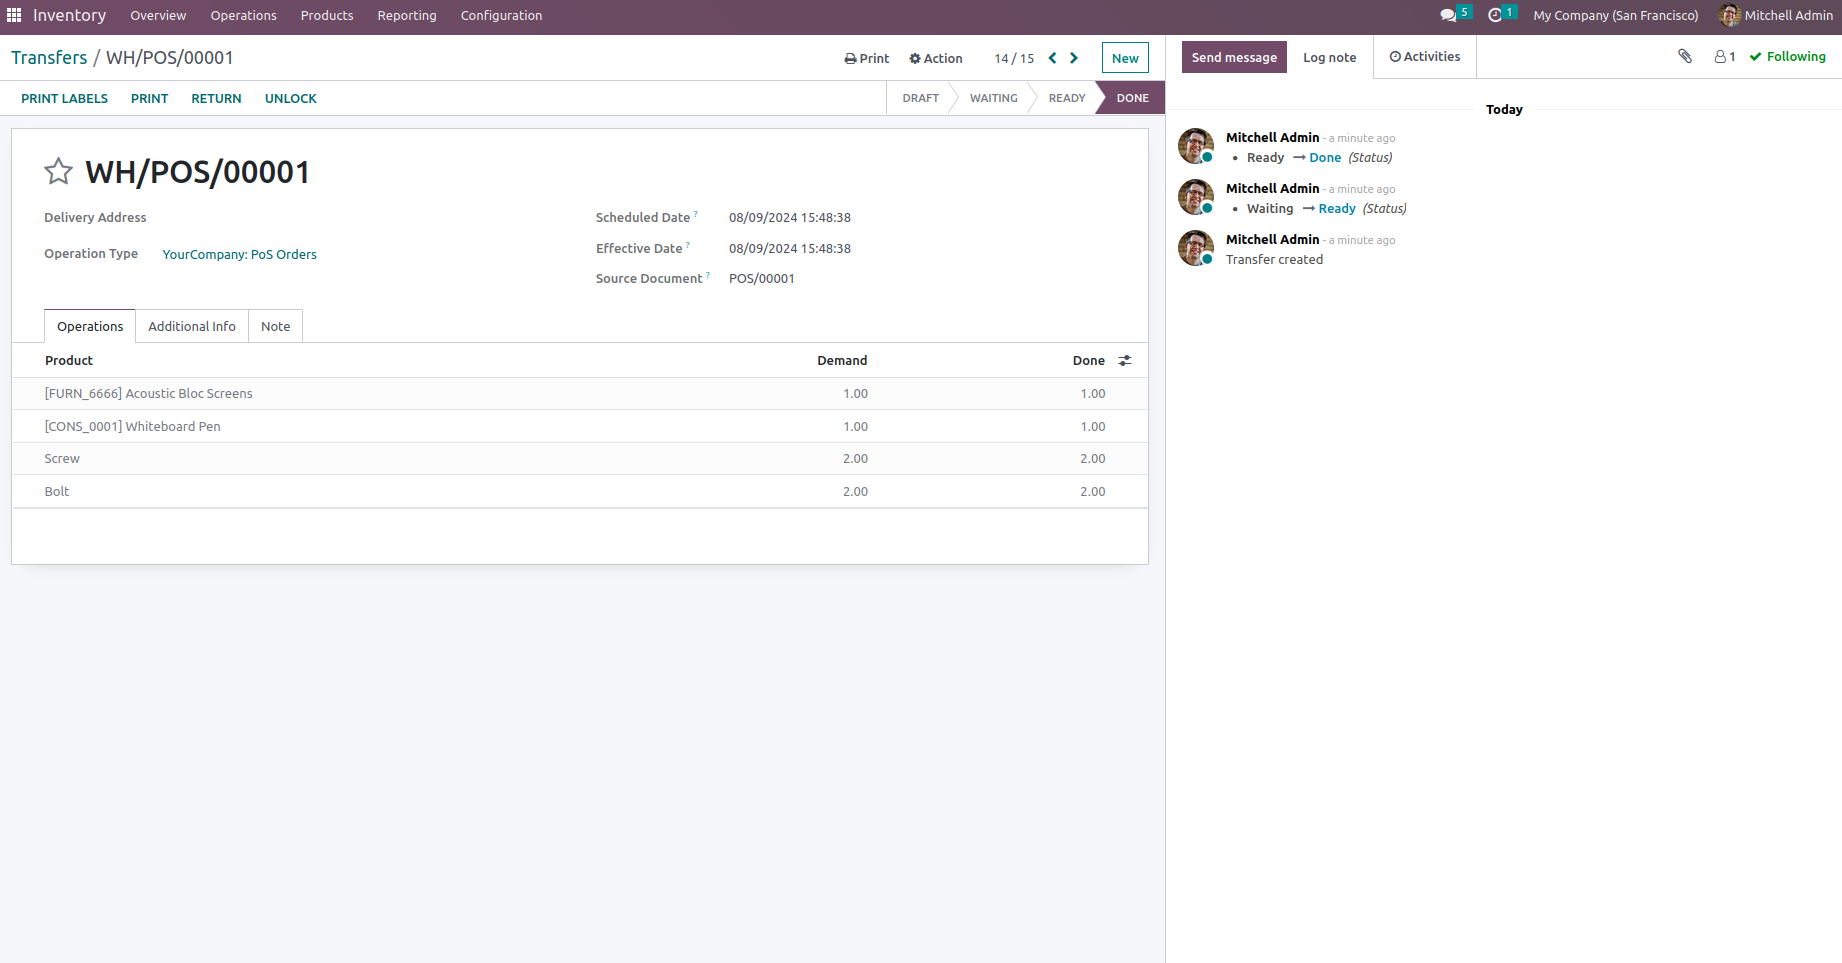 Inventory Overview Operations Products Reporting Configuration 5 1 My Company (San Francisco) Mitchell Admin
Transfers / WH/POS/00001 Print Action 14 / 15 New
PRINT LABELS PRINT RETURN UNLOCK DRAFT WAITING READY DONE
WH/POS/00001
Delivery Address
Operation Type YourCompany: PoS Orders
Scheduled Date ? 08/09/2024 15:48:38
Effective Date ? 08/09/2024 15:48:38
Source Document ? POS/00001
Operations Additional Info Note
Product Demand Done
[FURN_6666] Acoustic Bloc Screens 1.00 1.00
[CONS_0001] Whiteboard Pen 1.00 1.00
Screw 2.00 2.00
Bolt 2.00 2.00
Send message Log note Activities 1 Following
Today
Mitchell Admin - a minute ago
• Ready → Done (Status)
Mitchell Admin - a minute ago
• Waiting → Ready (Status)
Mitchell Admin - a minute ago
Transfer created